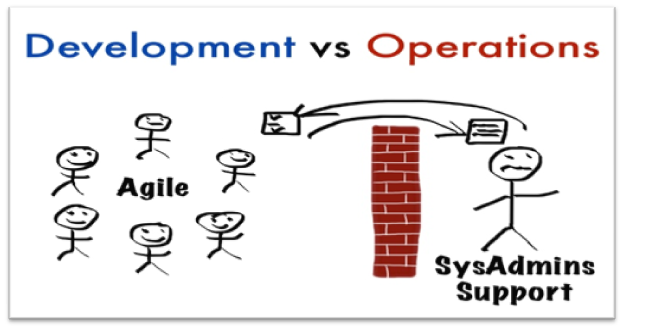 Development vs Operations
Agile
SysAdmins
Support